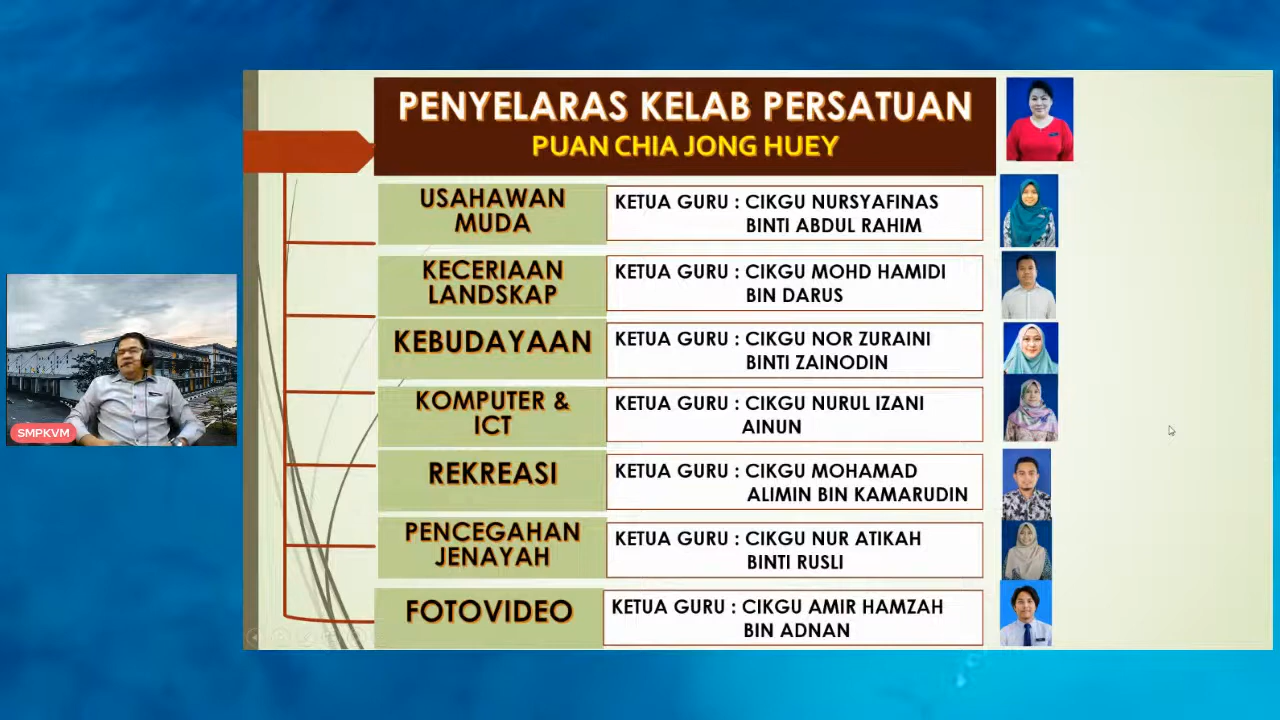 PENYELARAS KELAB PERSATUAN
PUAN CHIA JONG HUEY
USAHAWAN
MUDA
KETUA GURU : CIKGU NURSYAFINAS
BINTI ABDUL RAHIM
KECERIAAN
LANDSKAP
KETUA GURU : CIKGU MOHD HAMIDI
BIN DARUS
KEBUDAYAAN
KETUA GURU : CIKGU NOR ZURAINI
BINTI ZAINODIN
KOMPUTER &
ICT
KETUA GURU : CIKGU NURUL IZANI
AINUN
REKREASI
KETUA GURU : CIKGU MOHAMAD
ALIMIN BIN KAMARUDIN
PENCEGAHAN
JENAYAH
KETUA GURU : CIKGU NUR ATIKAH
BINTI RUSLI
FOTOVIDEO
KETUA GURU : CIKGU AMIR HAMZAH
BIN ADNAN
SMPKVM